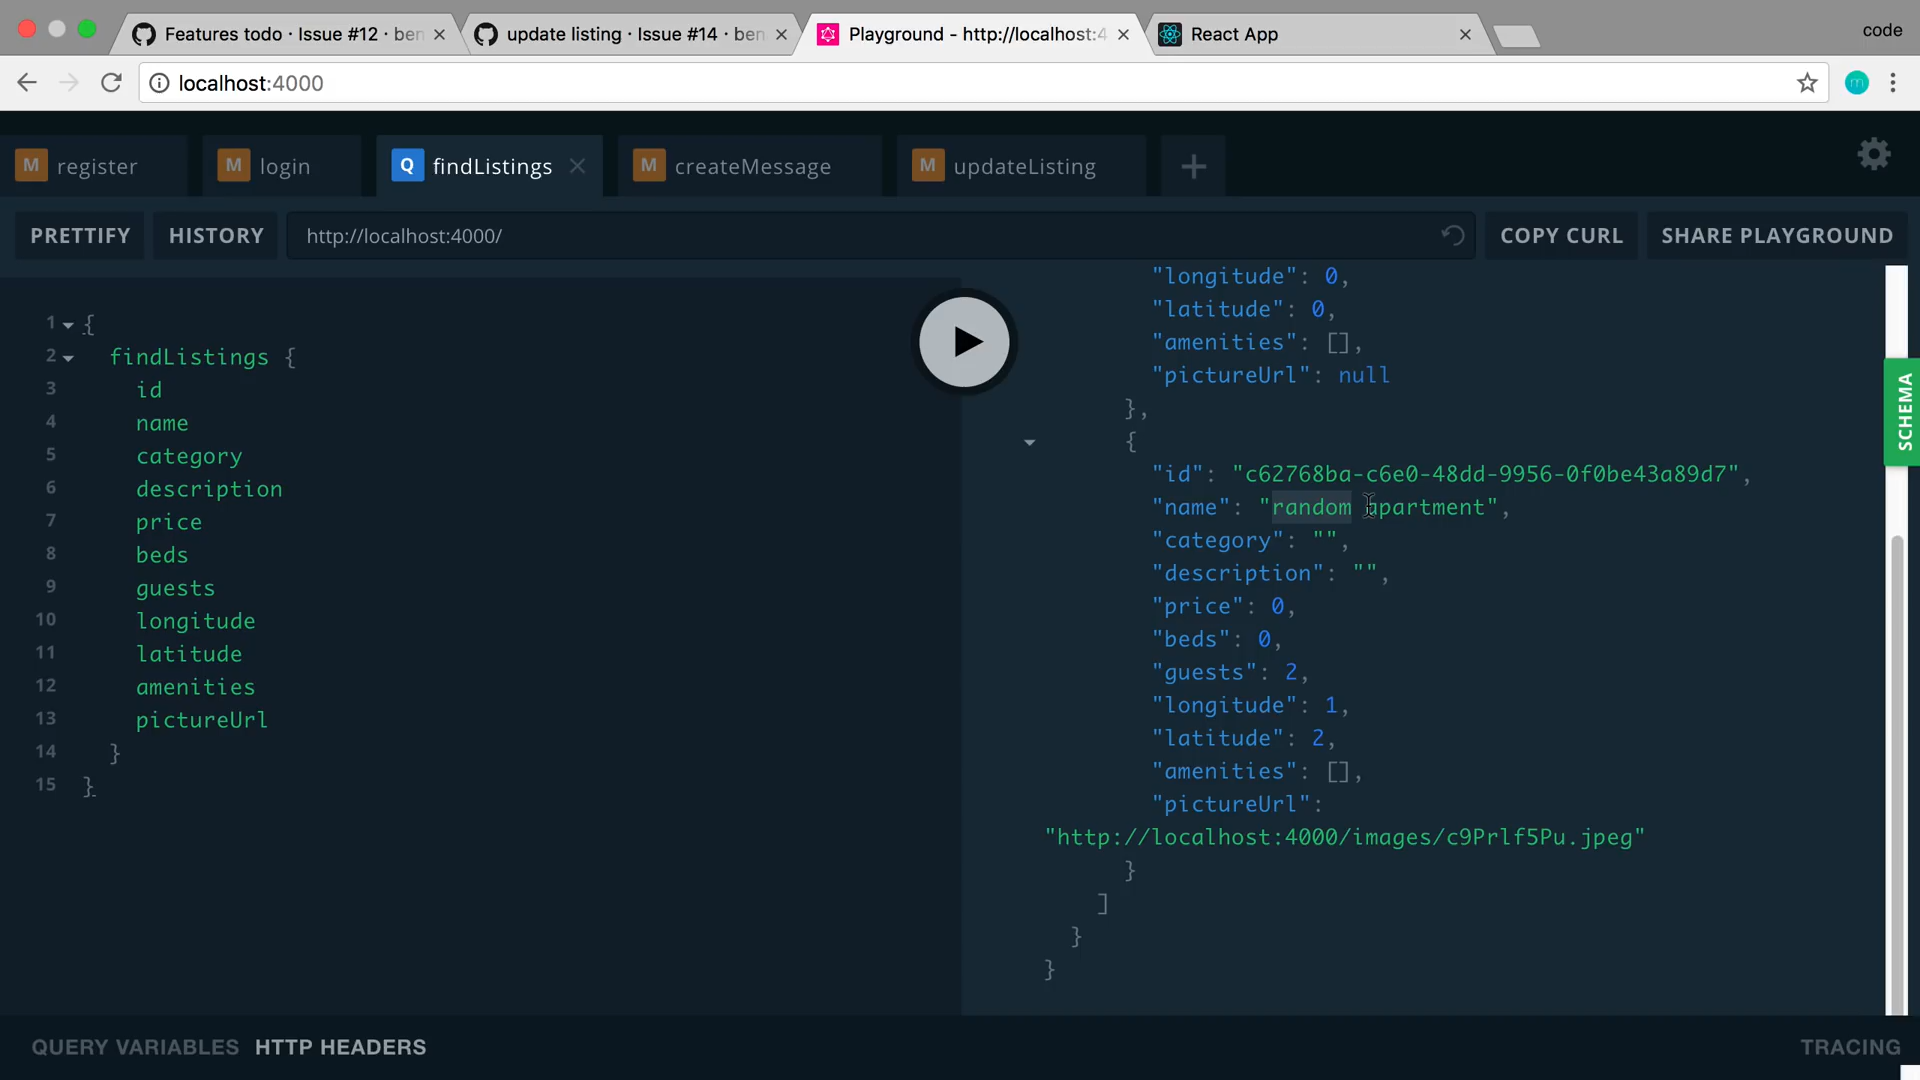 Features todo · Issue #12 · ben
update listing · Issue #14 · ben
Playground - http://localhost:4
React App
code
localhost:4000
m
M register
M login
Q findListings
M createMessage
M updateListing
PRETTIFY
HISTORY
http://localhost:4000/
COPY CURL
SHARE PLAYGROUND
1 {
2 findListings {
3 id
4 name
5 category
6 description
7 price
8 beds
9 guests
10 longitude
11 latitude
12 amenities
13 pictureUrl
14 }
15 }
"longitude": 0,
"latitude": 0,
"amenities": [],
"pictureUrl": null
},
{
"id": "c62768ba-c6e0-48dd-9956-0f0be43a89d7",
"name": "random apartment",
"category": "",
"description": "",
"price": 0,
"beds": 0,
"guests": 2,
"longitude": 1,
"latitude": 2,
"amenities": [],
"pictureUrl":
"http://localhost:4000/images/c9Prlf5Pu.jpeg"
}
]
}
}
SCHEMA
QUERY VARIABLES
HTTP HEADERS
TRACING